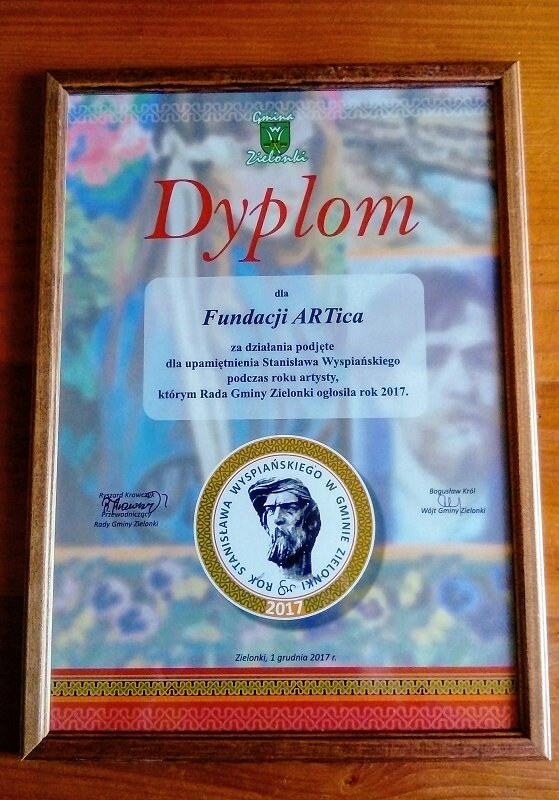 Gmina
Zielonki
Dyplom
dla
Fundacji ARTica
za działania podjęte
dla upamiętnienia Stanisława Wyspiańskiego
podczas roku artysty,
którym Rada Gminy Zielonki ogłosiła rok 2017.
Ryszard Krawczyk
Przewodniczący
Rady Gminy Zielonki
Bogusław Król
Wójt Gminy Zielonki
ROK STANISŁAWA WYSPIAŃSKIEGO W GMINIE ZIELONKI
2017
Zielonki, 1 grudnia 2017 r.